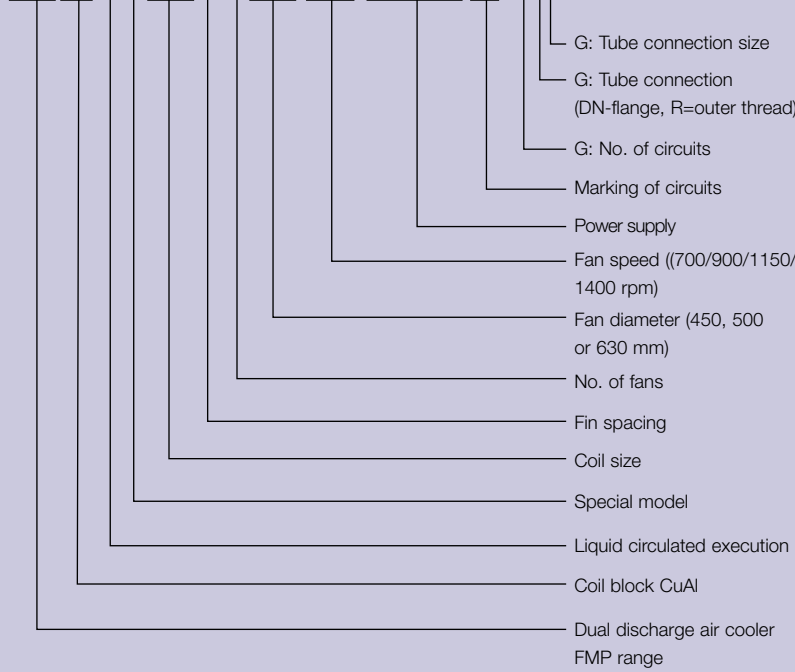 G: Tube connection size
G: Tube connection
(DN-flange, R=outer thread)
G: No. of circuits
Marking of circuits
Power supply
Fan speed ((700/900/1150/
1400 rpm)
Fan diameter (450, 500
or 630 mm)
No. of fans
Fin spacing
Coil size
Special model
Liquid circulated execution
Coil block CuAl
Dual discharge air cooler
FMP range